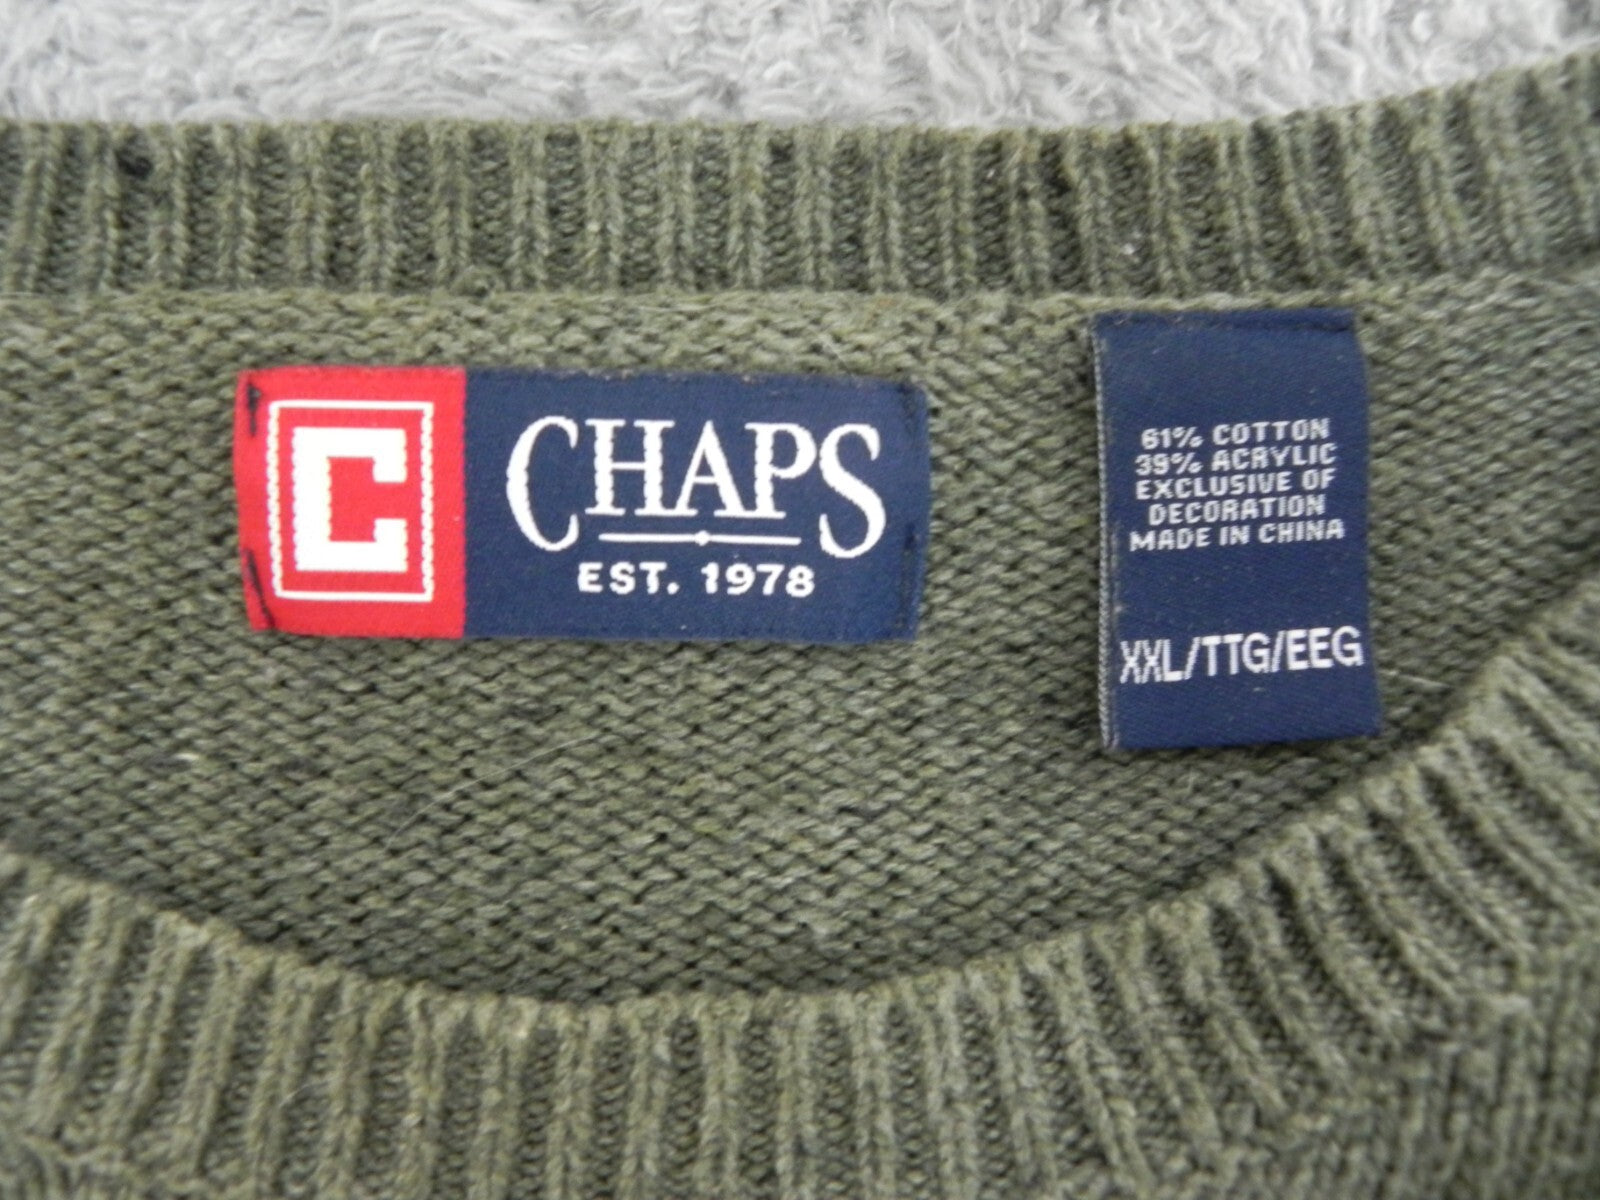 C
CHAPS
EST. 1978
61% COTTON
39% ACRYLIC
EXCLUSIVE OF
DECORATION
MADE IN CHINA
XXL/TTG/EEG